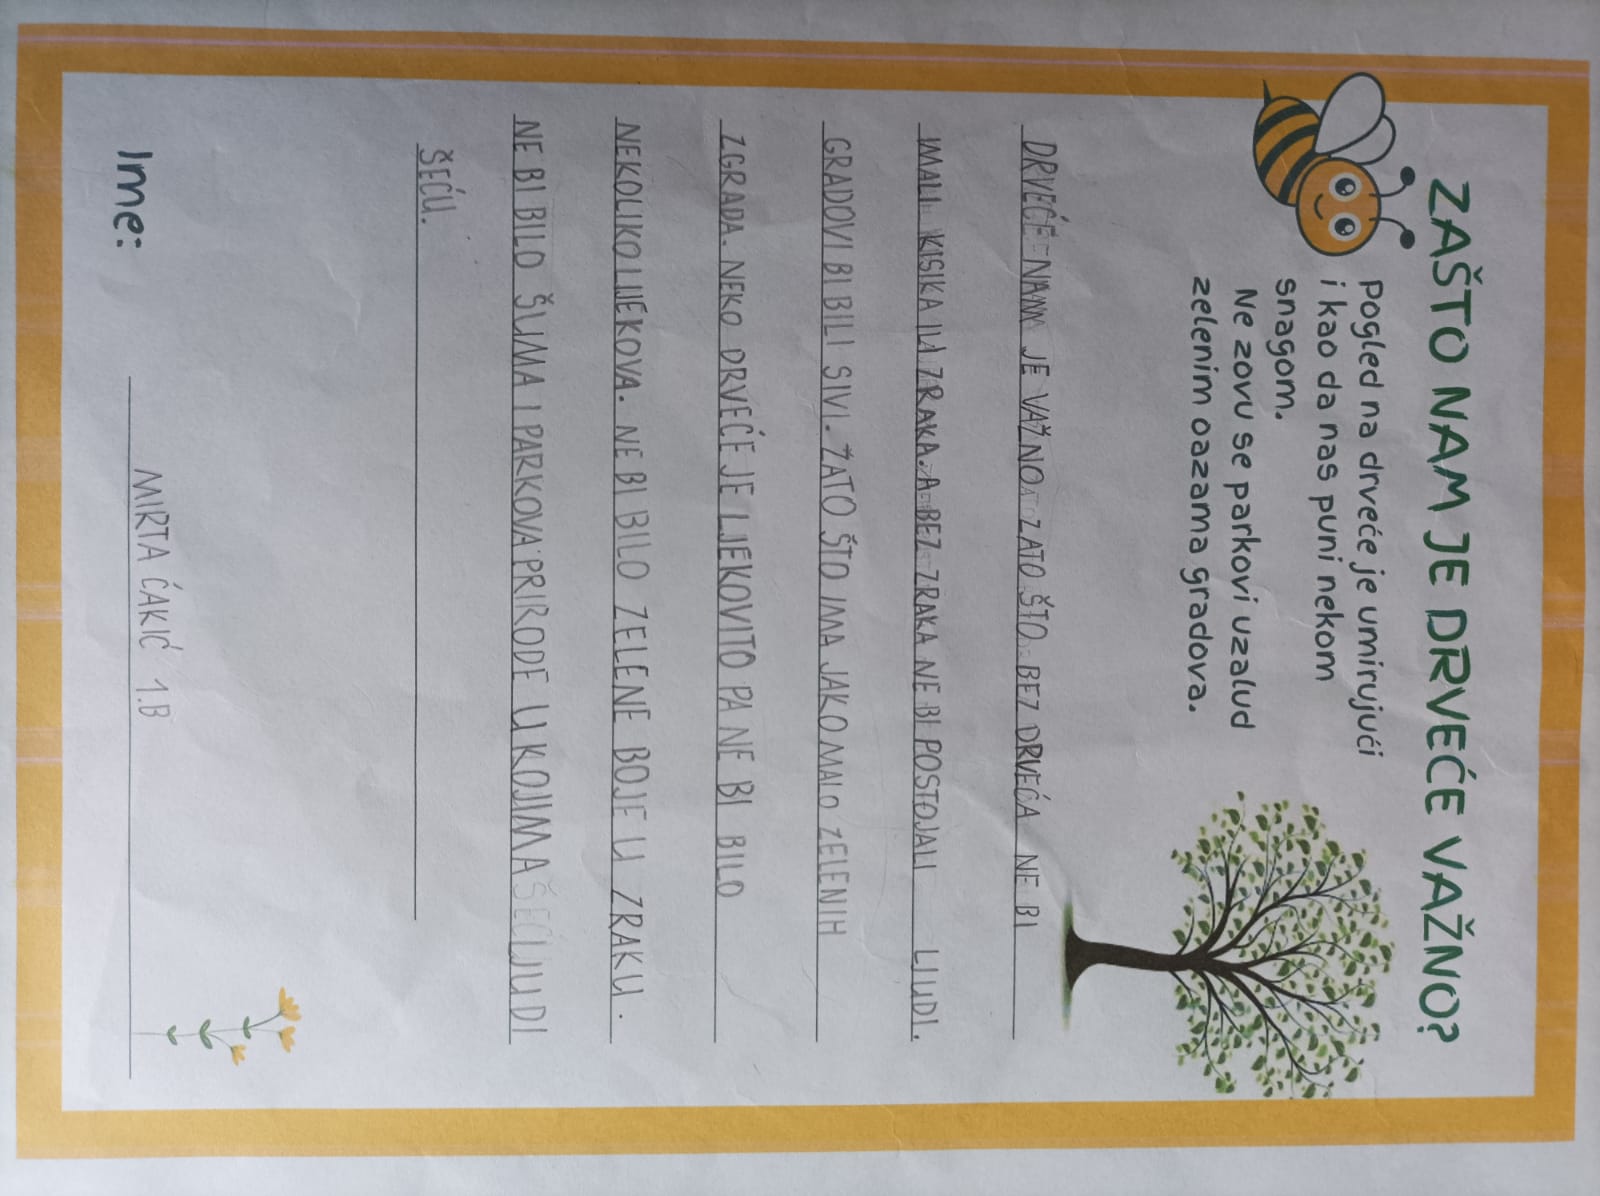 ZAŠTO NAM JE DRVEĆE VAŽNO?
Pogled na drveće je umirujući
i kao da nas puni nekom
snagom.
Ne zovu se parkovi uzalud
zelenim oazama gradova.
DRVEĆE NAM JE VAŽNO ZATO ŠTO BEZ DRVEĆA NE BI
IMALI KISIKA ILI ZRAKA. A BEZ ZRAKA NE BI POSTOJALI LJUDI.
GRADOVI BI BILI SIVI. ŽATO ŠTO IMA JAKO MALO ZELENIH
ZGRADA. NEKO DRVEĆE JE LJEKOVITO PA NE BI BILO
NEKOLIKO LIJEKOVA. NE BI BILO ZELENE BOJE U ZRAKU.
NE BI BILO ŠUMA I PARKOVA PRIRODE U KOJIMA ŠEĆ LJUDI
ŠEĆU.
Ime: MIRTA ĆAKIĆ 1.B